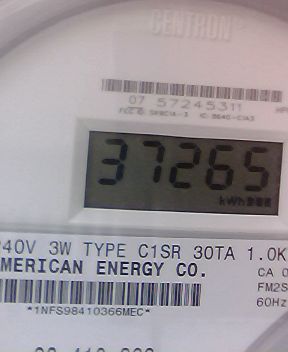 CENTRON
07 57245311
37265
kWh
240V 3W TYPE C1SR 30TA 1.0K
AMERICAN ENERGY CO.
CA 0
FM2S
60Hz
*1NFS98410366MEC*